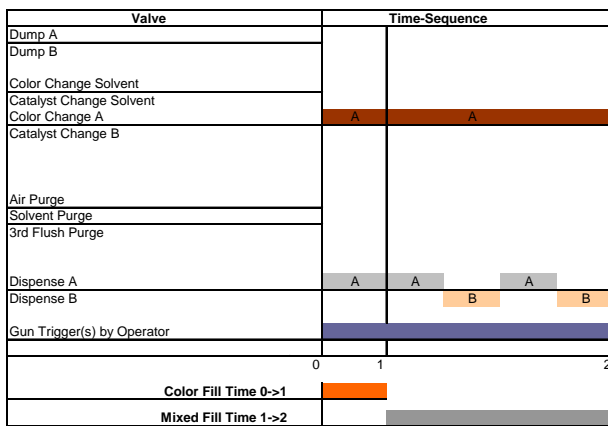 Valve Time-Sequence
Dump A
Dump B
Color Change Solvent
Catalyst Change Solvent
Color Change A A A
Catalyst Change B
Air Purge
Solvent Purge
3rd Flush Purge
Dispense A A A A
Dispense B B B
Gun Trigger(s) by Operator
0 1 2
Color Fill Time 0->1
Mixed Fill Time 1->2